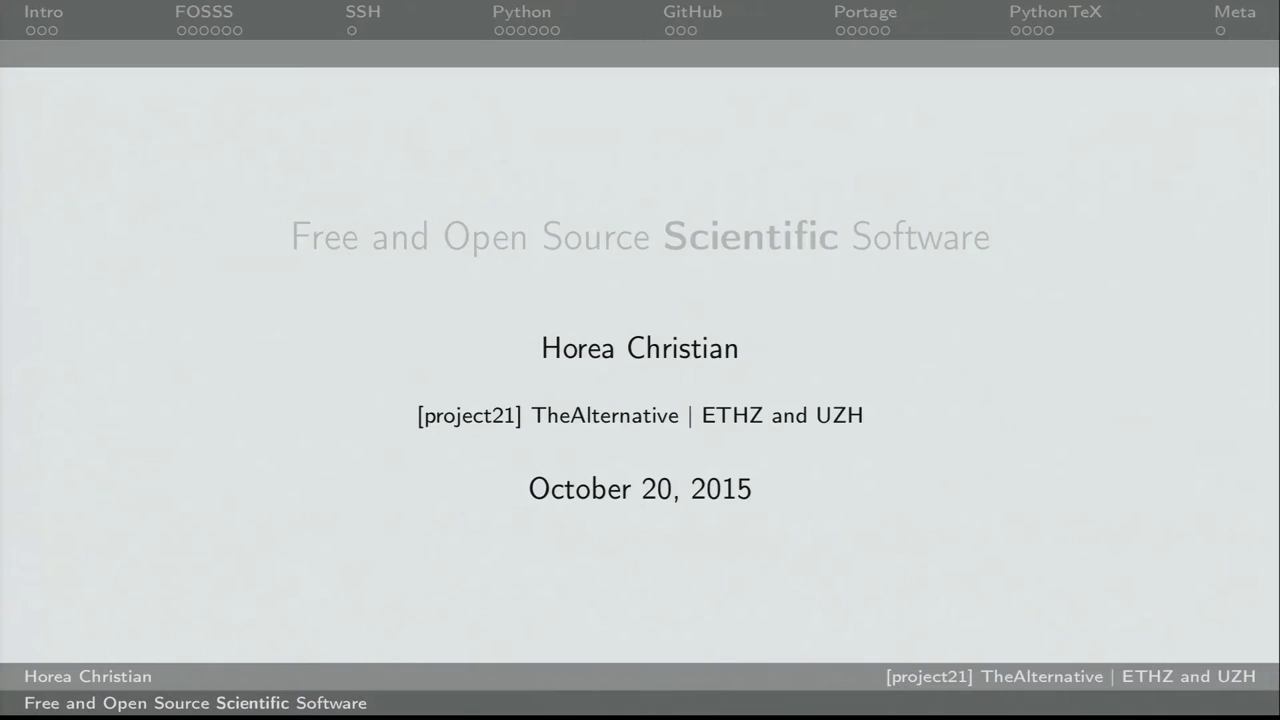 Intro FOSSS SSH Python GitHub Portage PythonTeX Meta
Free and Open Source Scientific Software
Horea Christian
[project21] TheAlternative | ETHZ and UZH
October 20, 2015
Horea Christian [project21] TheAlternative | ETHZ and UZH
Free and Open Source Scientific Software